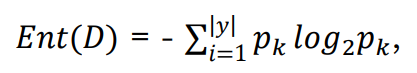 Ent(D) = - ∑_{i=1}^{|y|} p_k log_2 p_k,